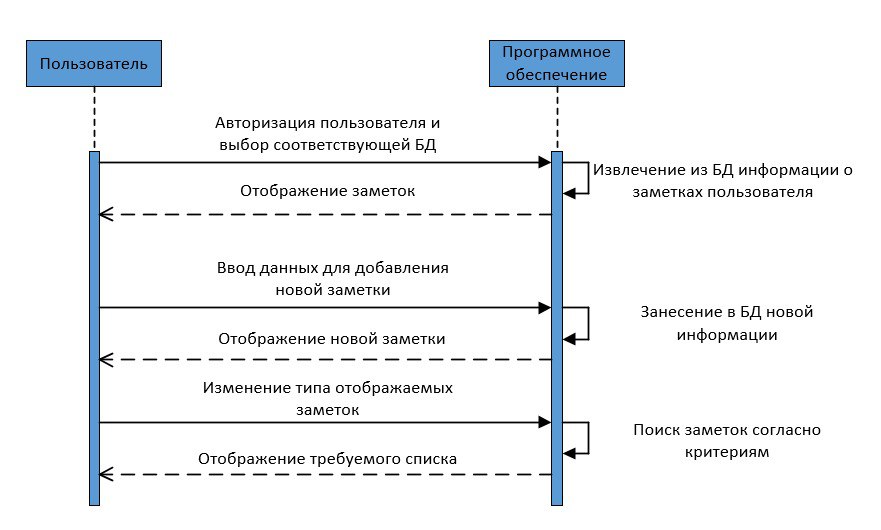 Пользователь
Программное
обеспечение
Авторизация пользователя и
выбор соответствующей БД
Извлечение из БД информации о
заметках пользователя
Отображение заметок
Ввод данных для добавления
новой заметки
Занесение в БД новой
информации
Отображение новой заметки
Изменение типа отображаемых
заметок
Поиск заметок согласно
критериям
Отображение требуемого списка